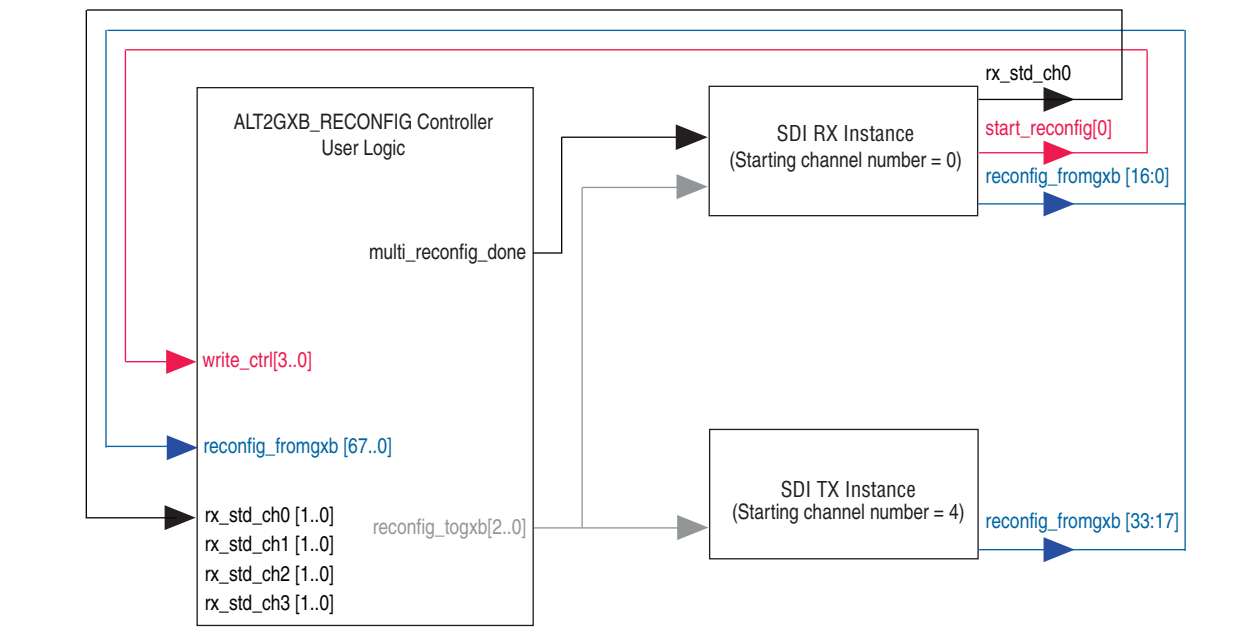 rx_std_ch0
ALT2GXB_RECONFIG Controller
User Logic
SDI RX Instance
(Starting channel number = 0)
start_reconfig[0]
reconfig_fromgxb [16:0]
multi_reconfig_done
write_ctrl[3..0]
reconfig_fromgxb [67..0]
rx_std_ch0 [1..0]
rx_std_ch1 [1..0]
rx_std_ch2 [1..0]
rx_std_ch3 [1..0]
reconfig_togxb[2..0]
SDI TX Instance
(Starting channel number = 4)
reconfig_fromgxb [33:17]